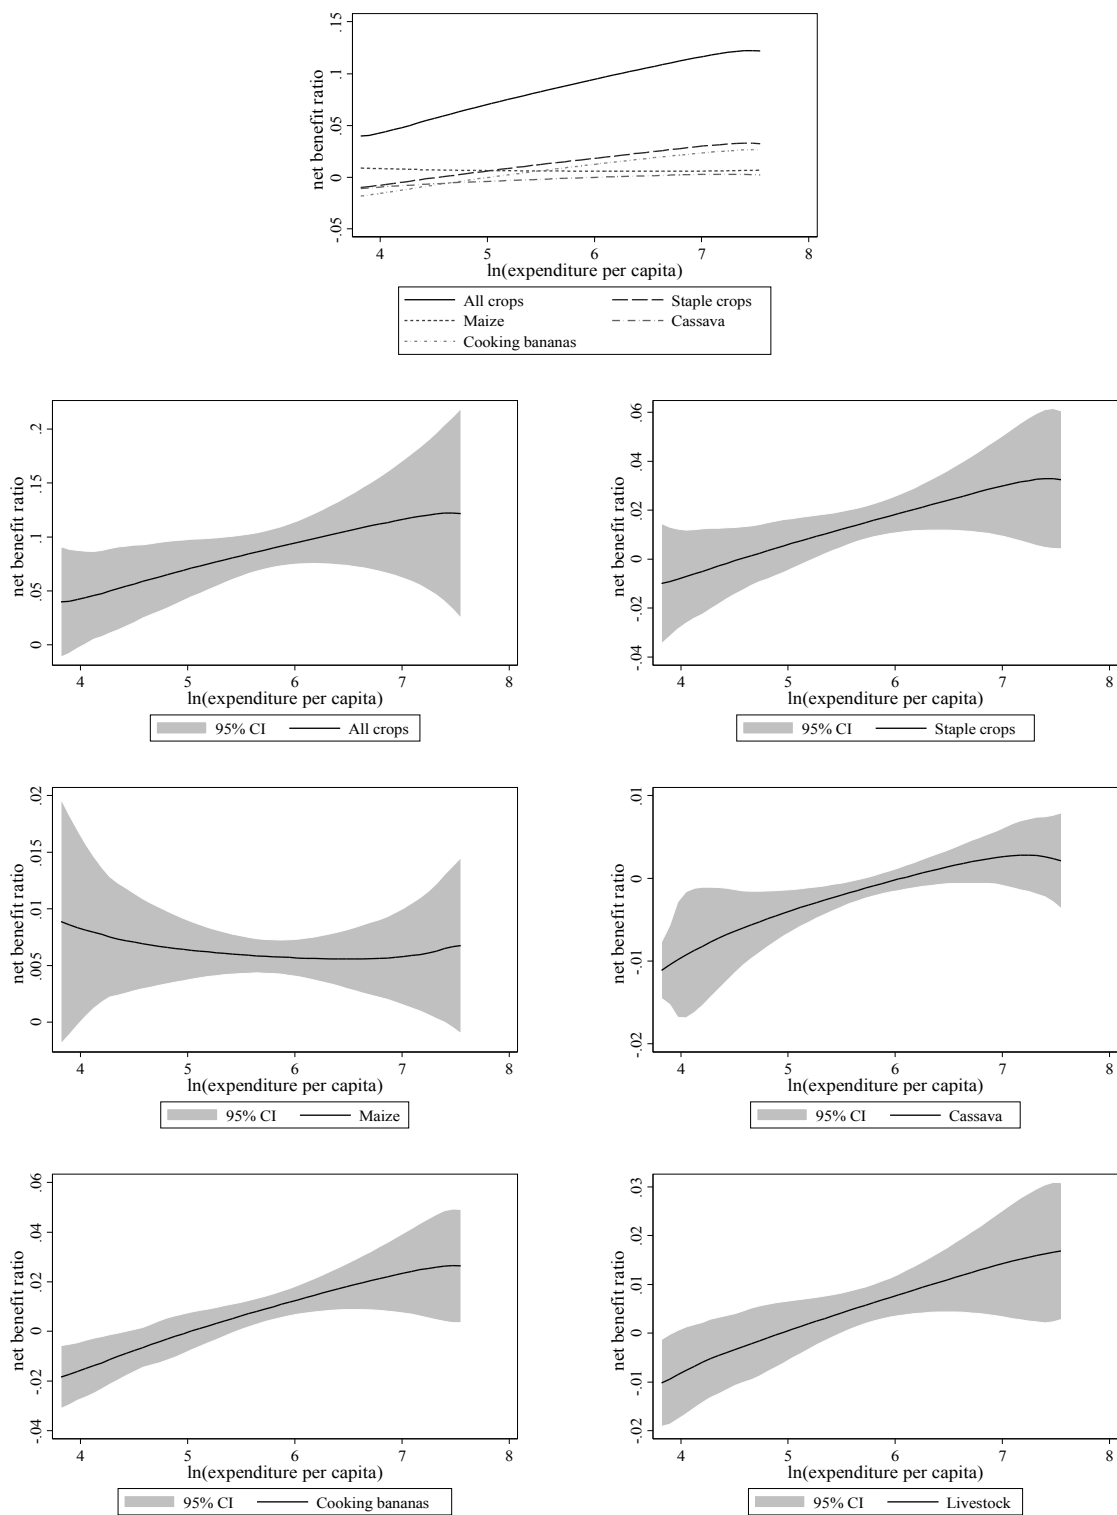 net benefit ratio
.15
.1
.05
0
-.05
4 5 6 7 8
ln(expenditure per capita)
All crops Staple crops
Maize Cassava
Cooking bananas
net benefit ratio
.2
.15
.1
.05
0
4 5 6 7 8
ln(expenditure per capita)
95% CI All crops
net benefit ratio
.06
.04
.02
0
-.02
-.04
4 5 6 7 8
ln(expenditure per capita)
95% CI Staple crops
net benefit ratio
.02
.015
.01
.005
0
4 5 6 7 8
ln(expenditure per capita)
95% CI Maize
net benefit ratio
.01
0
-.01
-.02
4 5 6 7 8
ln(expenditure per capita)
95% CI Cassava
net benefit ratio
.06
.04
.02
0
-.02
-.04
4 5 6 7 8
ln(expenditure per capita)
95% CI Cooking bananas
net benefit ratio
.03
.02
.01
0
-.01
-.02
4 5 6 7 8
ln(expenditure per capita)
95% CI Livestock